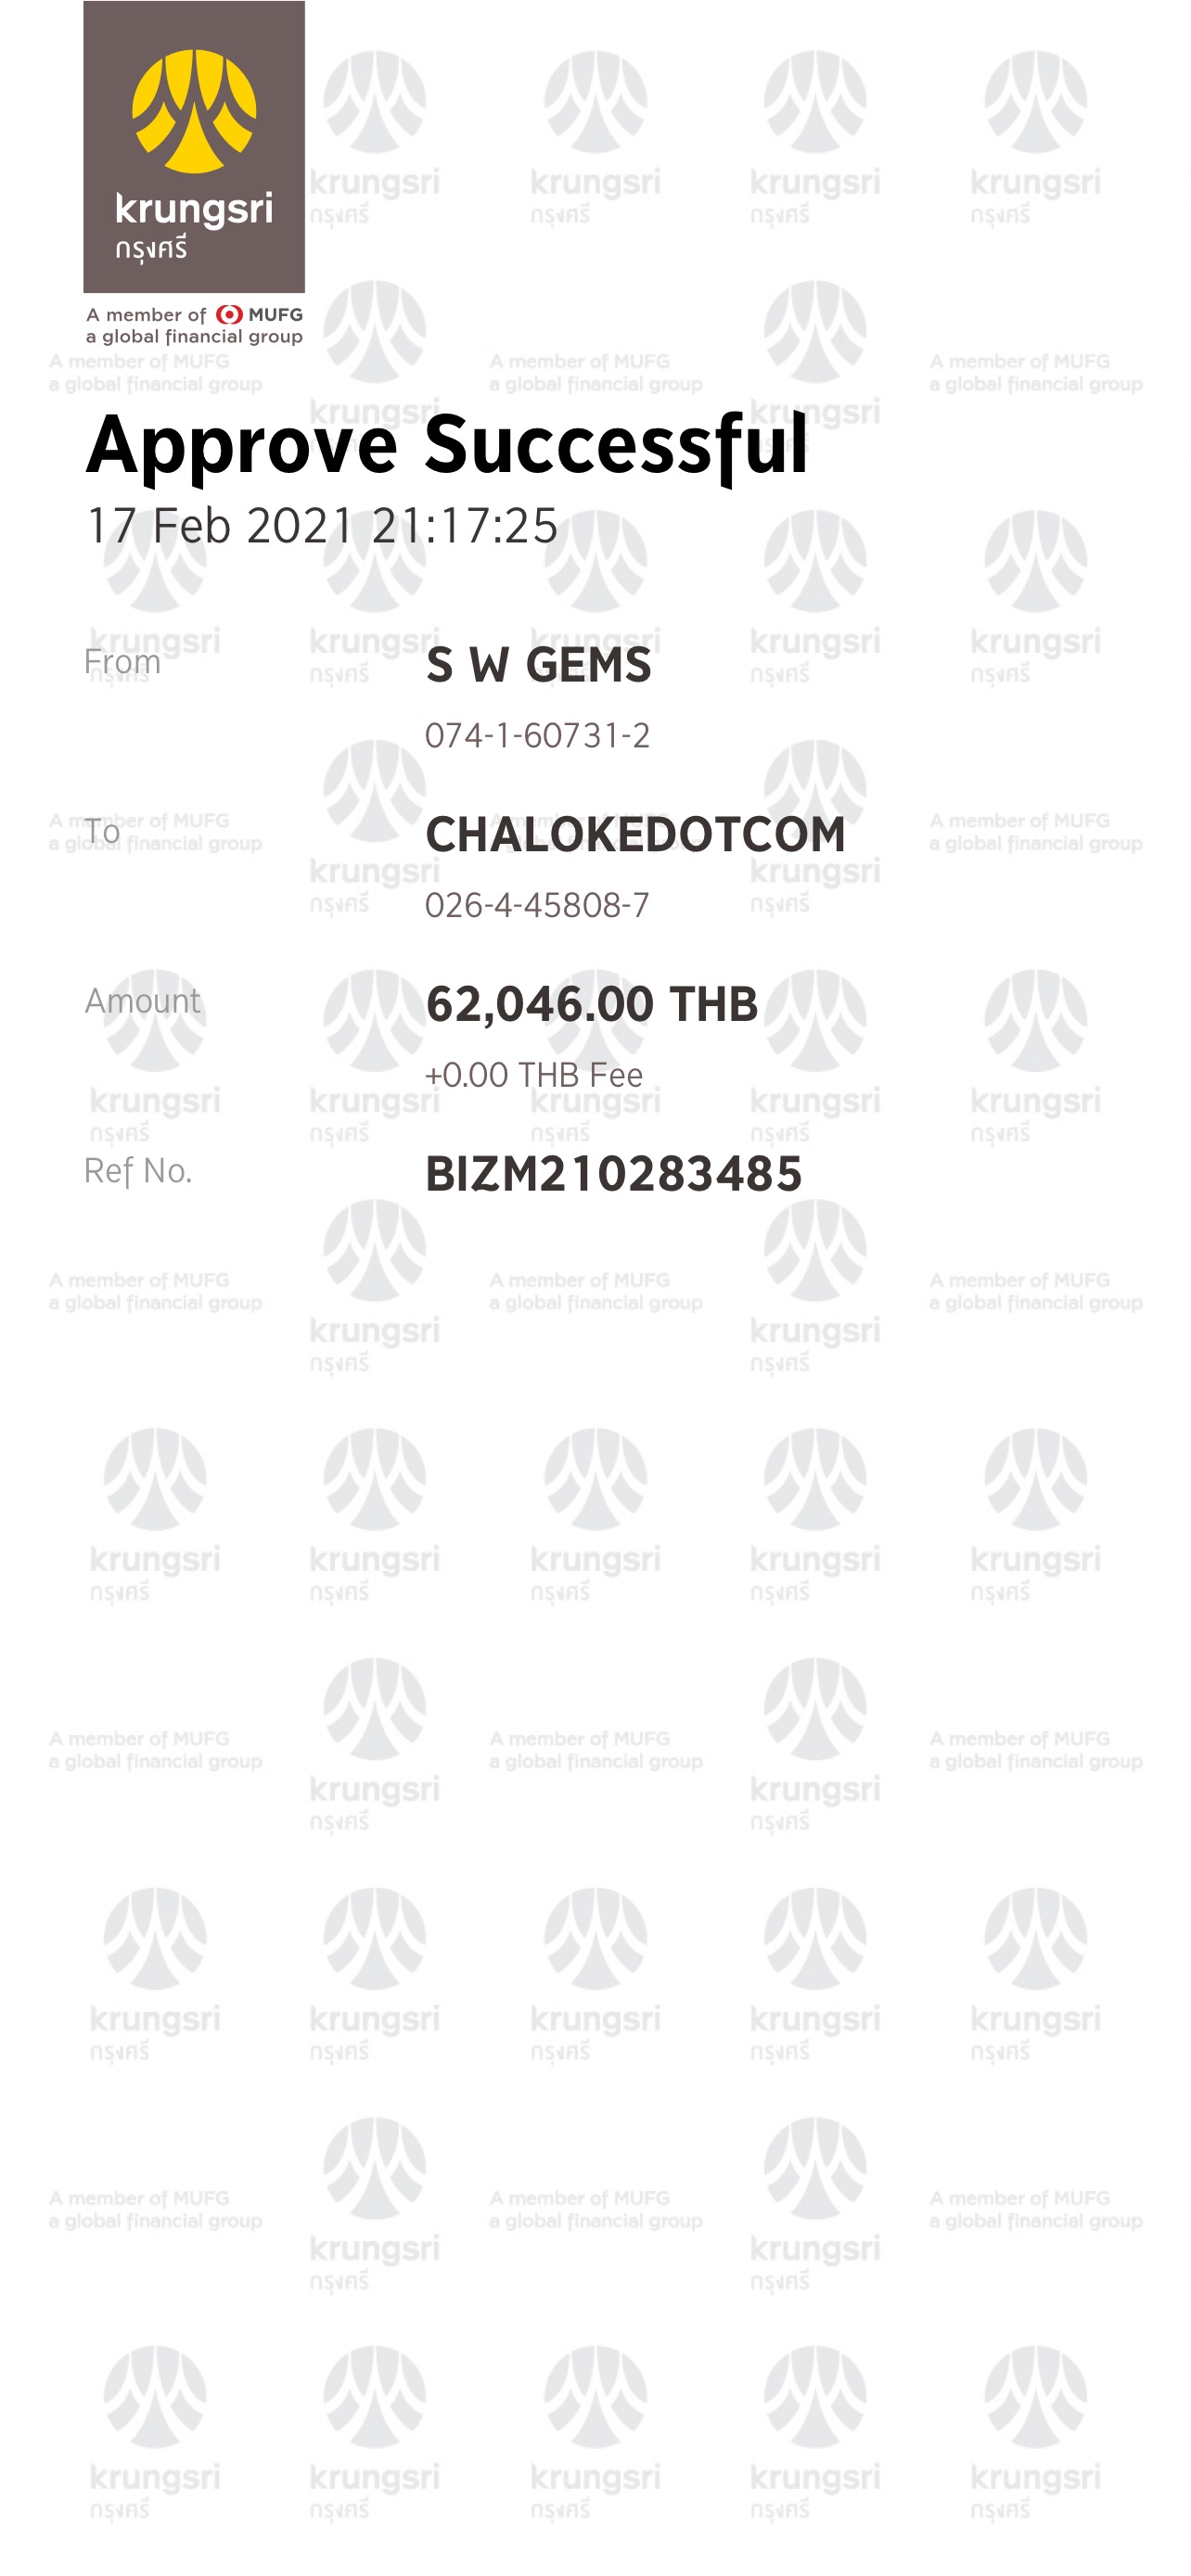 krungsri
กรุงศรี
A member of MUFG
a global financial group
Approve Successful
17 Feb 2021 21:17:25
From
S W GEMS
074-1-60731-2
To
CHALOKEDOTCOM
026-4-45808-7
Amount
62,046.00 THB
+0.00 THB Fee
Ref No.
BIZM210283485